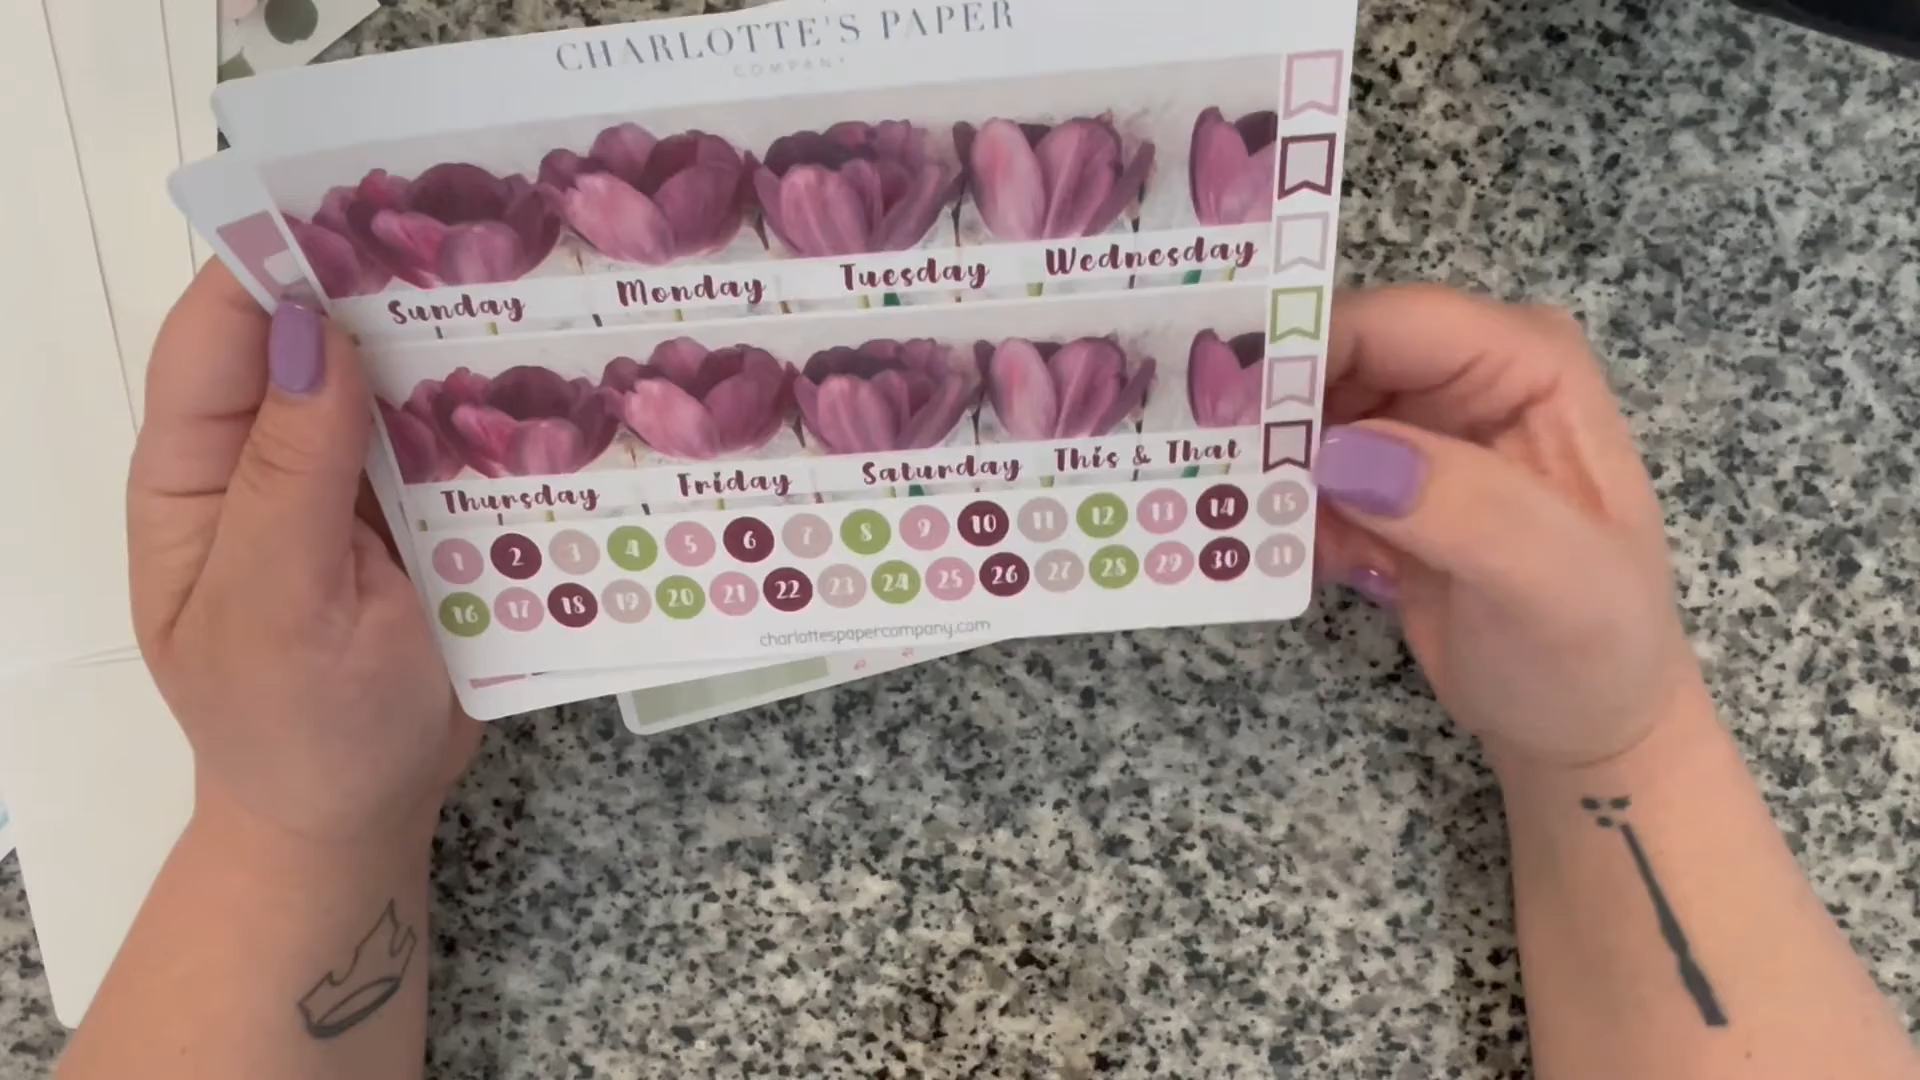 CHARLOTTE'S PAPER
COMPANY
Sunday Monday Tuesday Wednesday
Thursday Friday Saturday This & That
1 2 3 4 5 6 7 8 9 10 11 12 13 14 15
16 17 18 19 20 21 22 23 24 25 26 27 28 29 30 31
charlottespapercompany.com